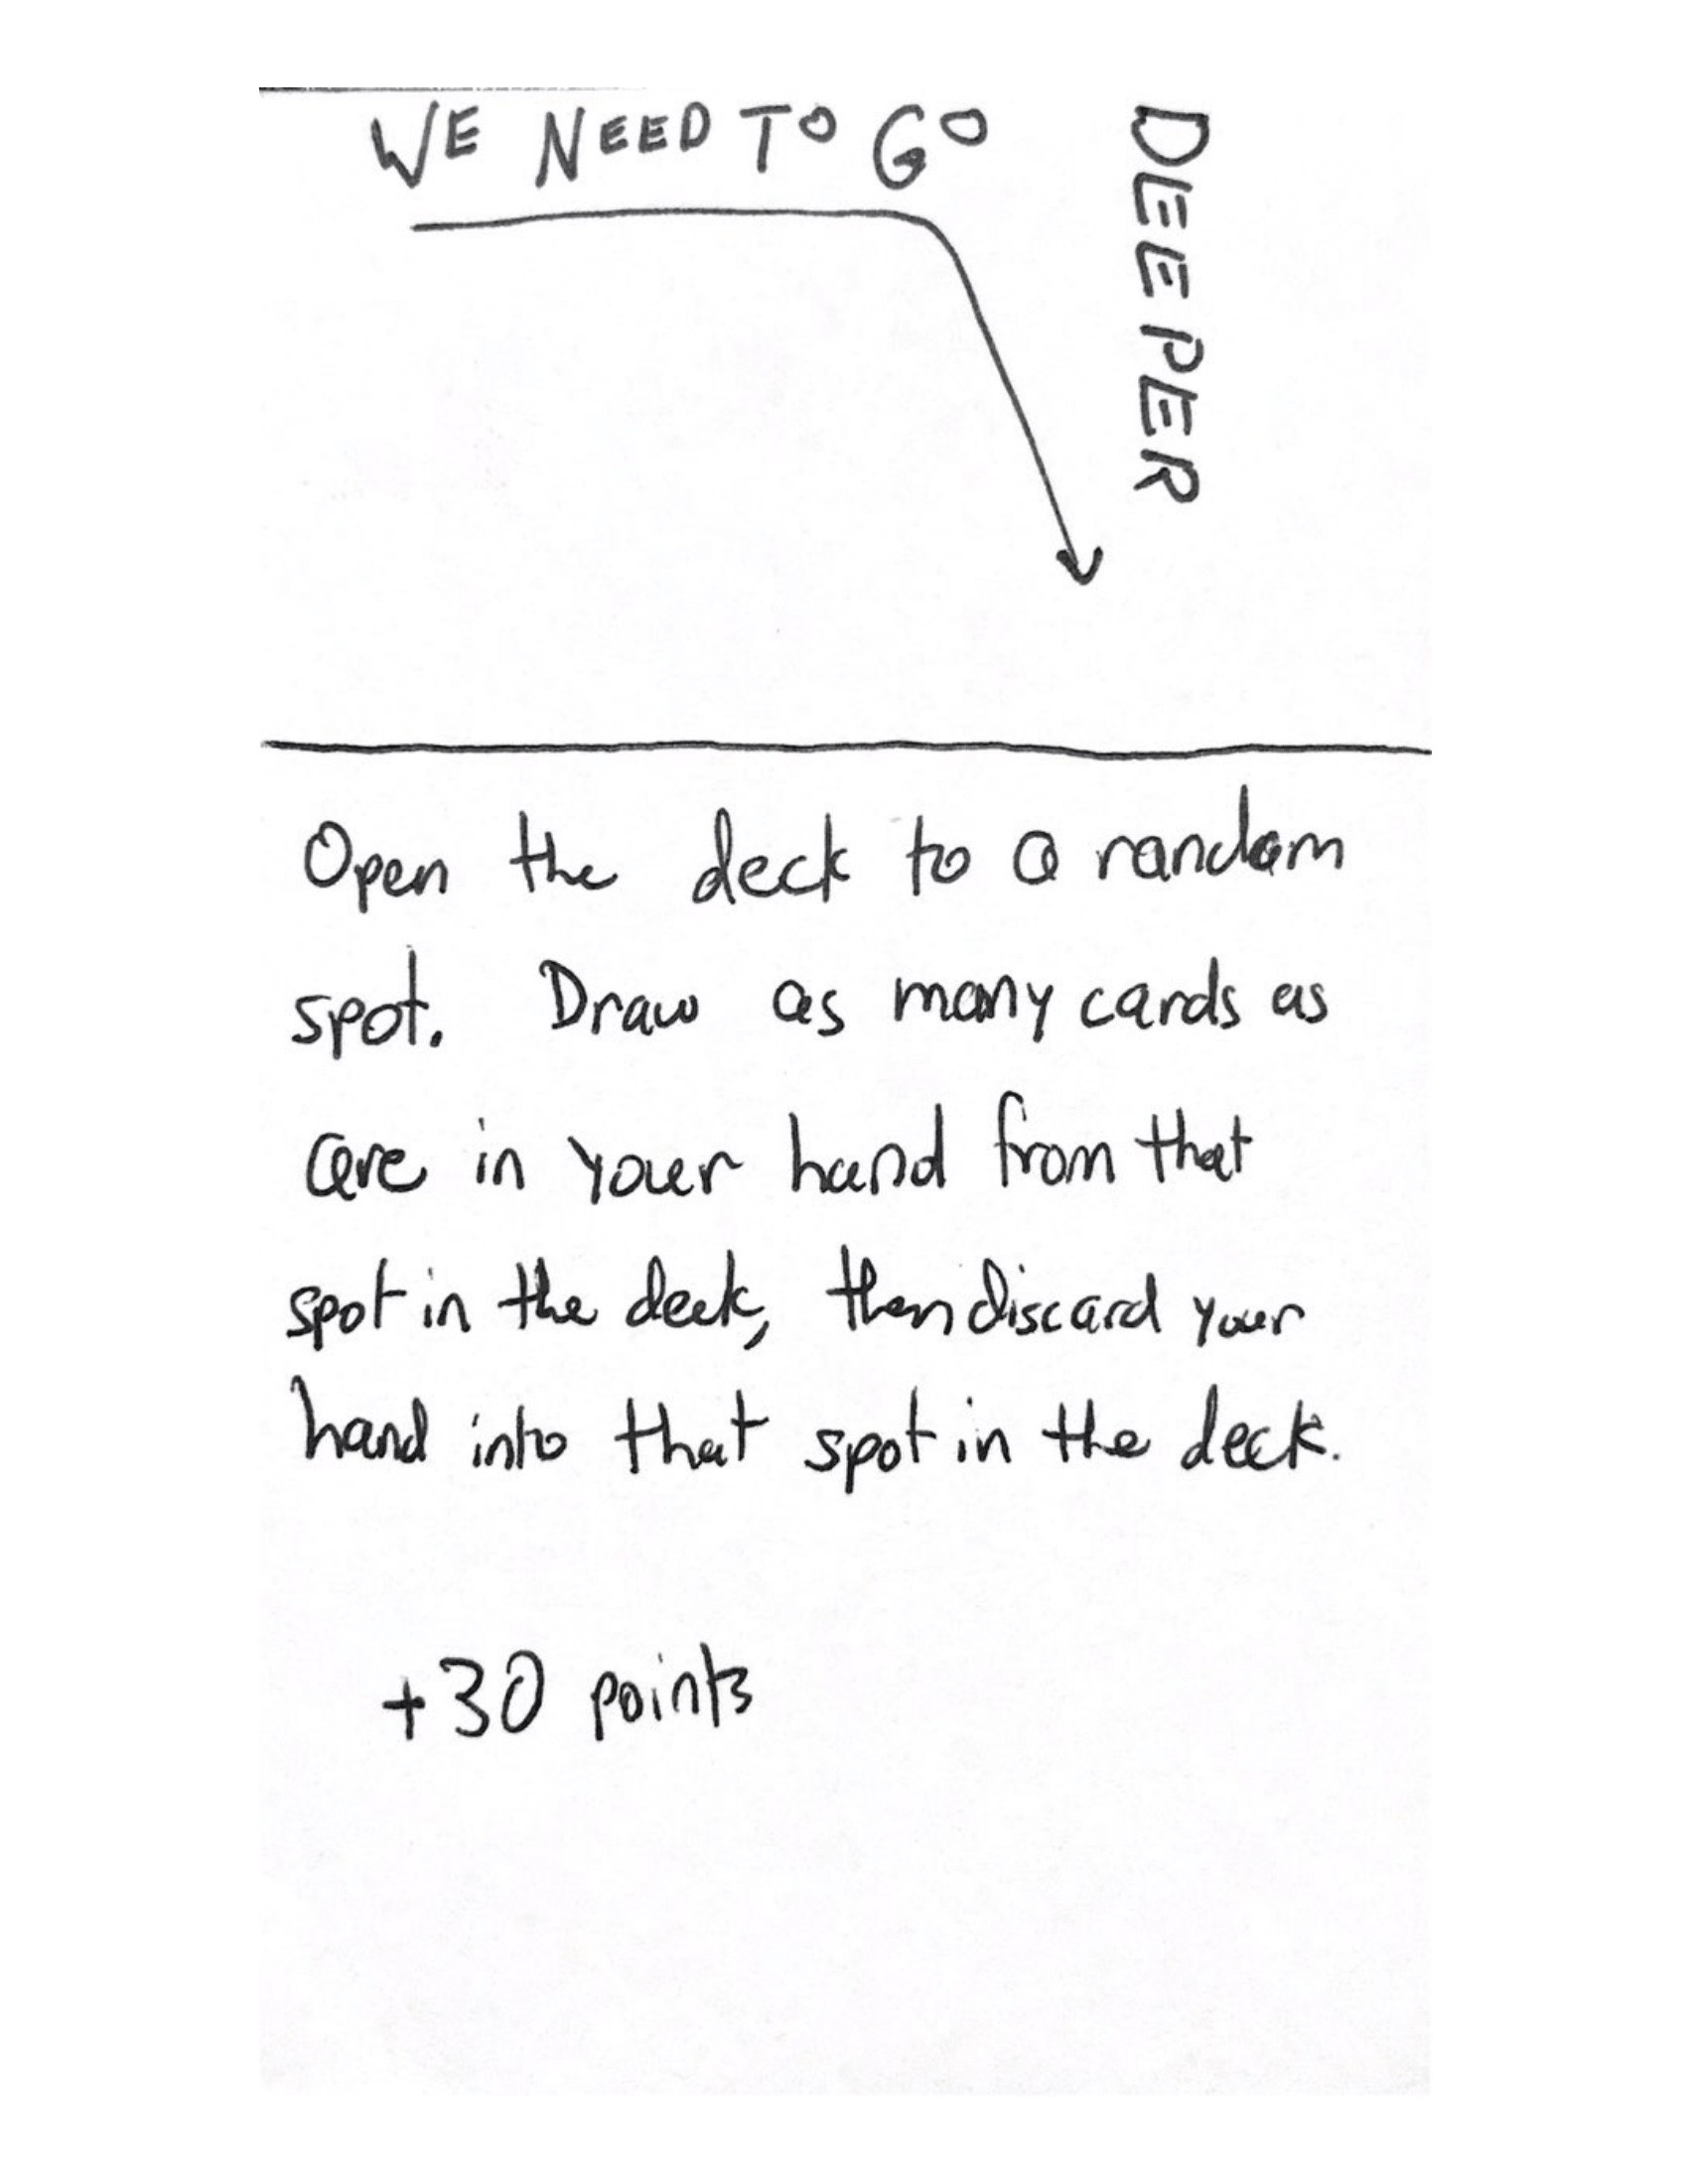 WE NEED TO GO
DEEPER
Open the deck to a random
spot. Draw as many cards as
are in your hand from that
spot in the deck, then discard your
hand into that spot in the deck.
+30 points